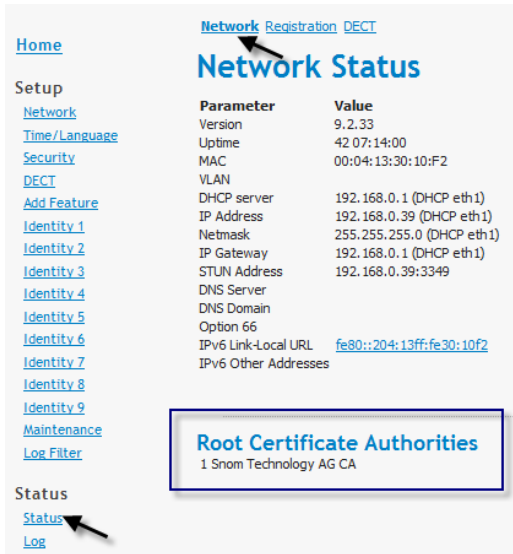 Network Registration DECT
Home
Network Status
Setup
Network
Time/Language
Security
DECT
Add Feature
Identity 1
Identity 2
Identity 3
Identity 4
Identity 5
Identity 6
Identity 7
Identity 8
Identity 9
Maintenance
Log Filter
Status
Status
Log
Parameter Value
Version 9.2.33
Uptime 42 07:14:00
MAC 00:04:13:30:10:F2
VLAN
DHCP server 192.168.0.1 (DHCP eth1)
IP Address 192.168.0.39 (DHCP eth1)
Netmask 255.255.255.0 (DHCP eth1)
IP Gateway 192.168.0.1 (DHCP eth1)
STUN Address 192.168.0.39:3349
DNS Server
DNS Domain
Option 66
IPv6 Link-Local URL fe80::204:13ff:fe30:10f2
IPv6 Other Addresses
Root Certificate Authorities
1 Snom Technology AG CA